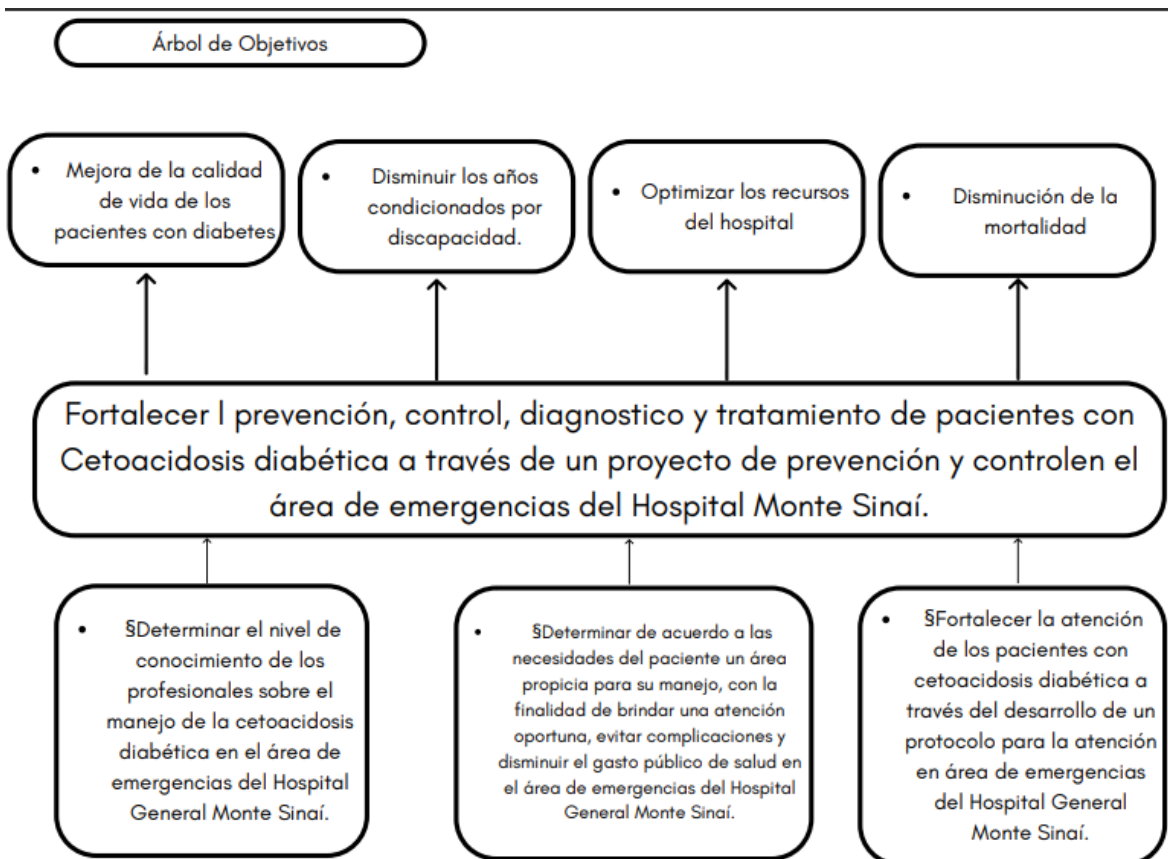 Árbol de Objetivos
• Mejora de la calidad
de vida de los
pacientes con diabetes
• Disminuir los años
condicionados por
discapacidad.
• Optimizar los recursos
del hospital
• Disminución de la
mortalidad
Fortalecer l prevención, control, diagnostico y tratamiento de pacientes con
Cetoacidosis diabética a través de un proyecto de prevención y controlen el
área de emergencias del Hospital Monte Sinaí.
• §Determinar el nivel de
conocimiento de los
profesionales sobre el
manejo de la cetoacidosis
diabética en el área de
emergencias del Hospital
General Monte Sinaí.
• §Determinar de acuerdo a las
necesidades del paciente un área
propicia para su manejo, con la
finalidad de brindar una atención
oportuna, evitar complicaciones y
disminuir el gasto público de salud en
el área de emergencias del Hospital
General Monte Sinaí.
• §Fortalecer la atención
de los pacientes con
cetoacidosis diabética a
través del desarrollo de un
protocolo para la atención
en área de emergencias
del Hospital General
Monte Sinaí.